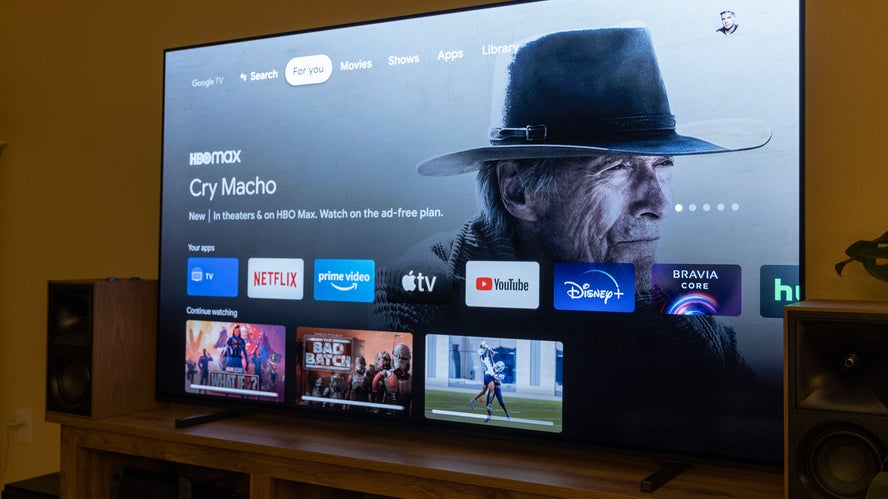 Google TV
Search
For you
Movies
Shows
Apps
Library
HBOMAX
Cry Macho
New | In theaters & on HBO Max. Watch on the ad-free plan.
Your apps
TV
NETFLIX
prime video
tv
YouTube
Disney+
BRAVIA
CORE
hu
Continue watching
WHAT IF...?
BAD
BATCH